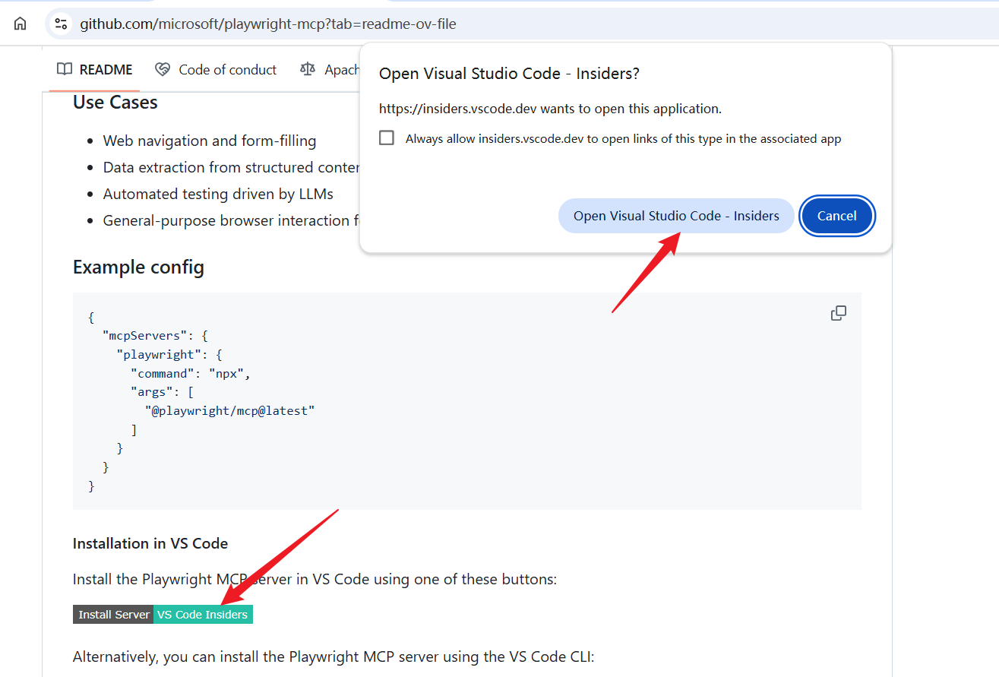 github.com/microsoft/playwright-mcp?tab=readme-ov-file
README
Code of conduct
Open Visual Studio Code - Insiders?
https://insiders.vscode.dev wants to open this application.
Always allow insiders.vscode.dev to open links of this type in the associated app
Open Visual Studio Code - Insiders
Cancel
Use Cases
Web navigation and form-filling
Data extraction from structured
Automated testing driven by LLMs
General-purpose browser interaction
Example config
{
"mcpServers": {
"playwright": {
"command": "npx",
"args": [
"@playwright/mcp@latest"
]
}
}
}
Installation in VS Code
Install the Playwright MCP server in VS Code using one of these buttons:
Install Server VS Code Insiders
Alternatively, you can install the Playwright MCP server using the VS Code CLI: